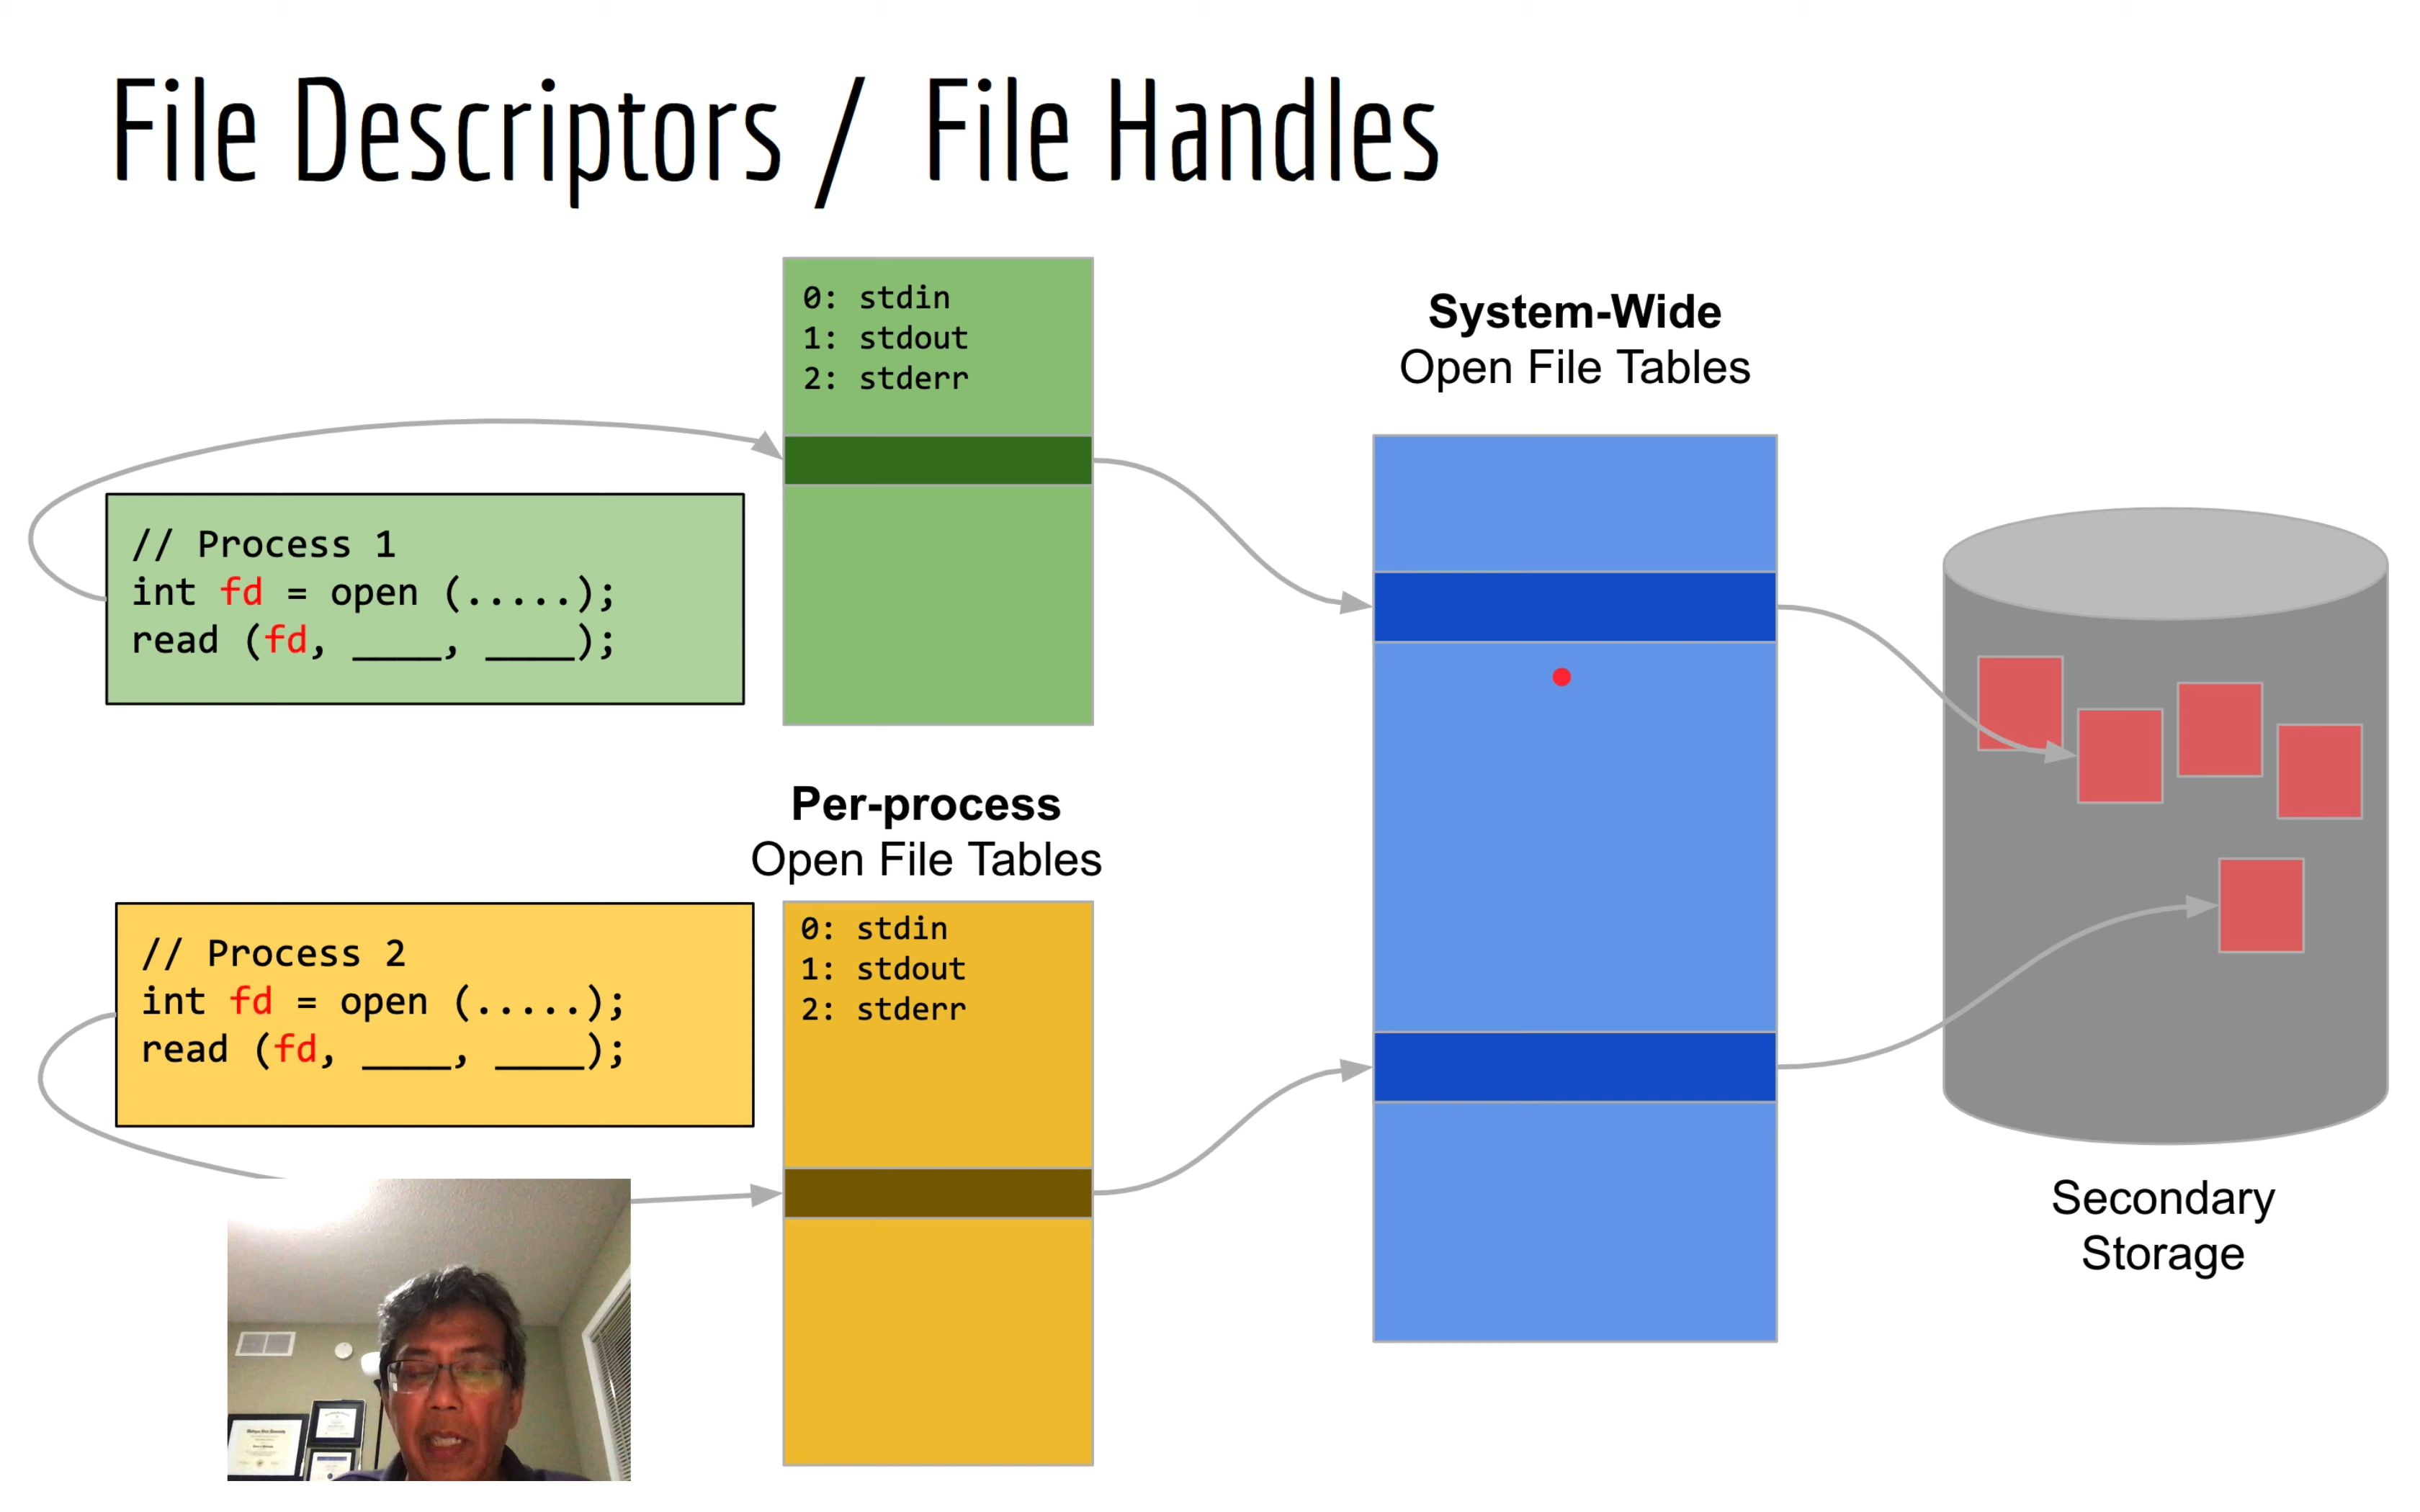 File Descriptors / File Handles
0: stdin
1: stdout
2: stderr
System-Wide
Open File Tables
// Process 1
int fd = open (.....);
read (fd, ____, ____);
Per-process
Open File Tables
// Process 2
int fd = open (.....);
read (fd, ____, ____);
0: stdin
1: stdout
2: stderr
Secondary
Storage